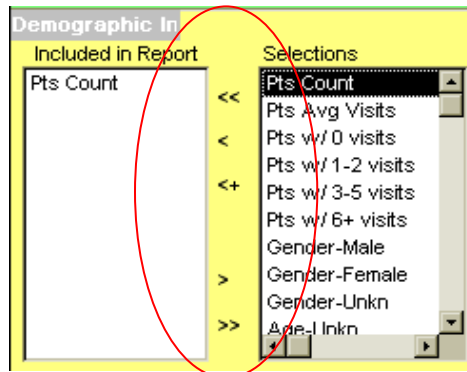 Demographic In
Included in Report
Pts Count
<<
<
<+
>
>>
Selections
Pts Count
Pts Avg Visits
Pts w/ 0 visits
Pts w/ 1-2 visits
Pts w/ 3-5 visits
Pts w/ 6+ visits
Gender-Male
Gender-Female
Gender-Unkn
Age-Unkn